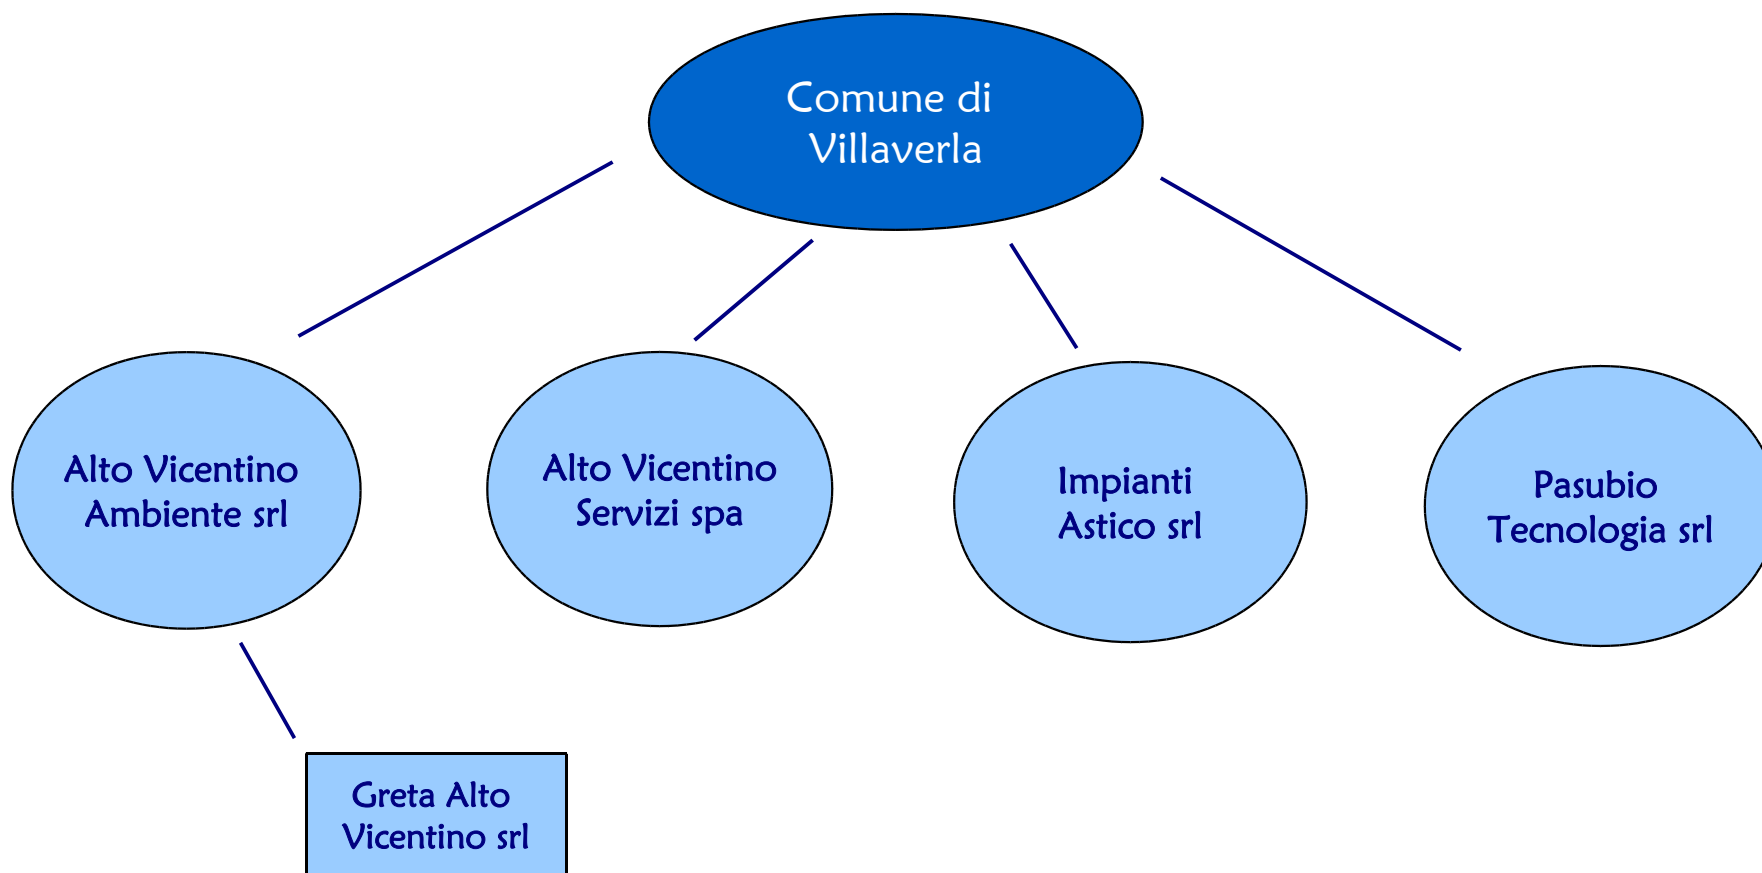 Comune di
Villaverla
Alto Vicentino
Ambiente srl
Alto Vicentino
Servizi spa
Impianti
Astico srl
Pasubio
Tecnologia srl
Greta Alto
Vicentino srl